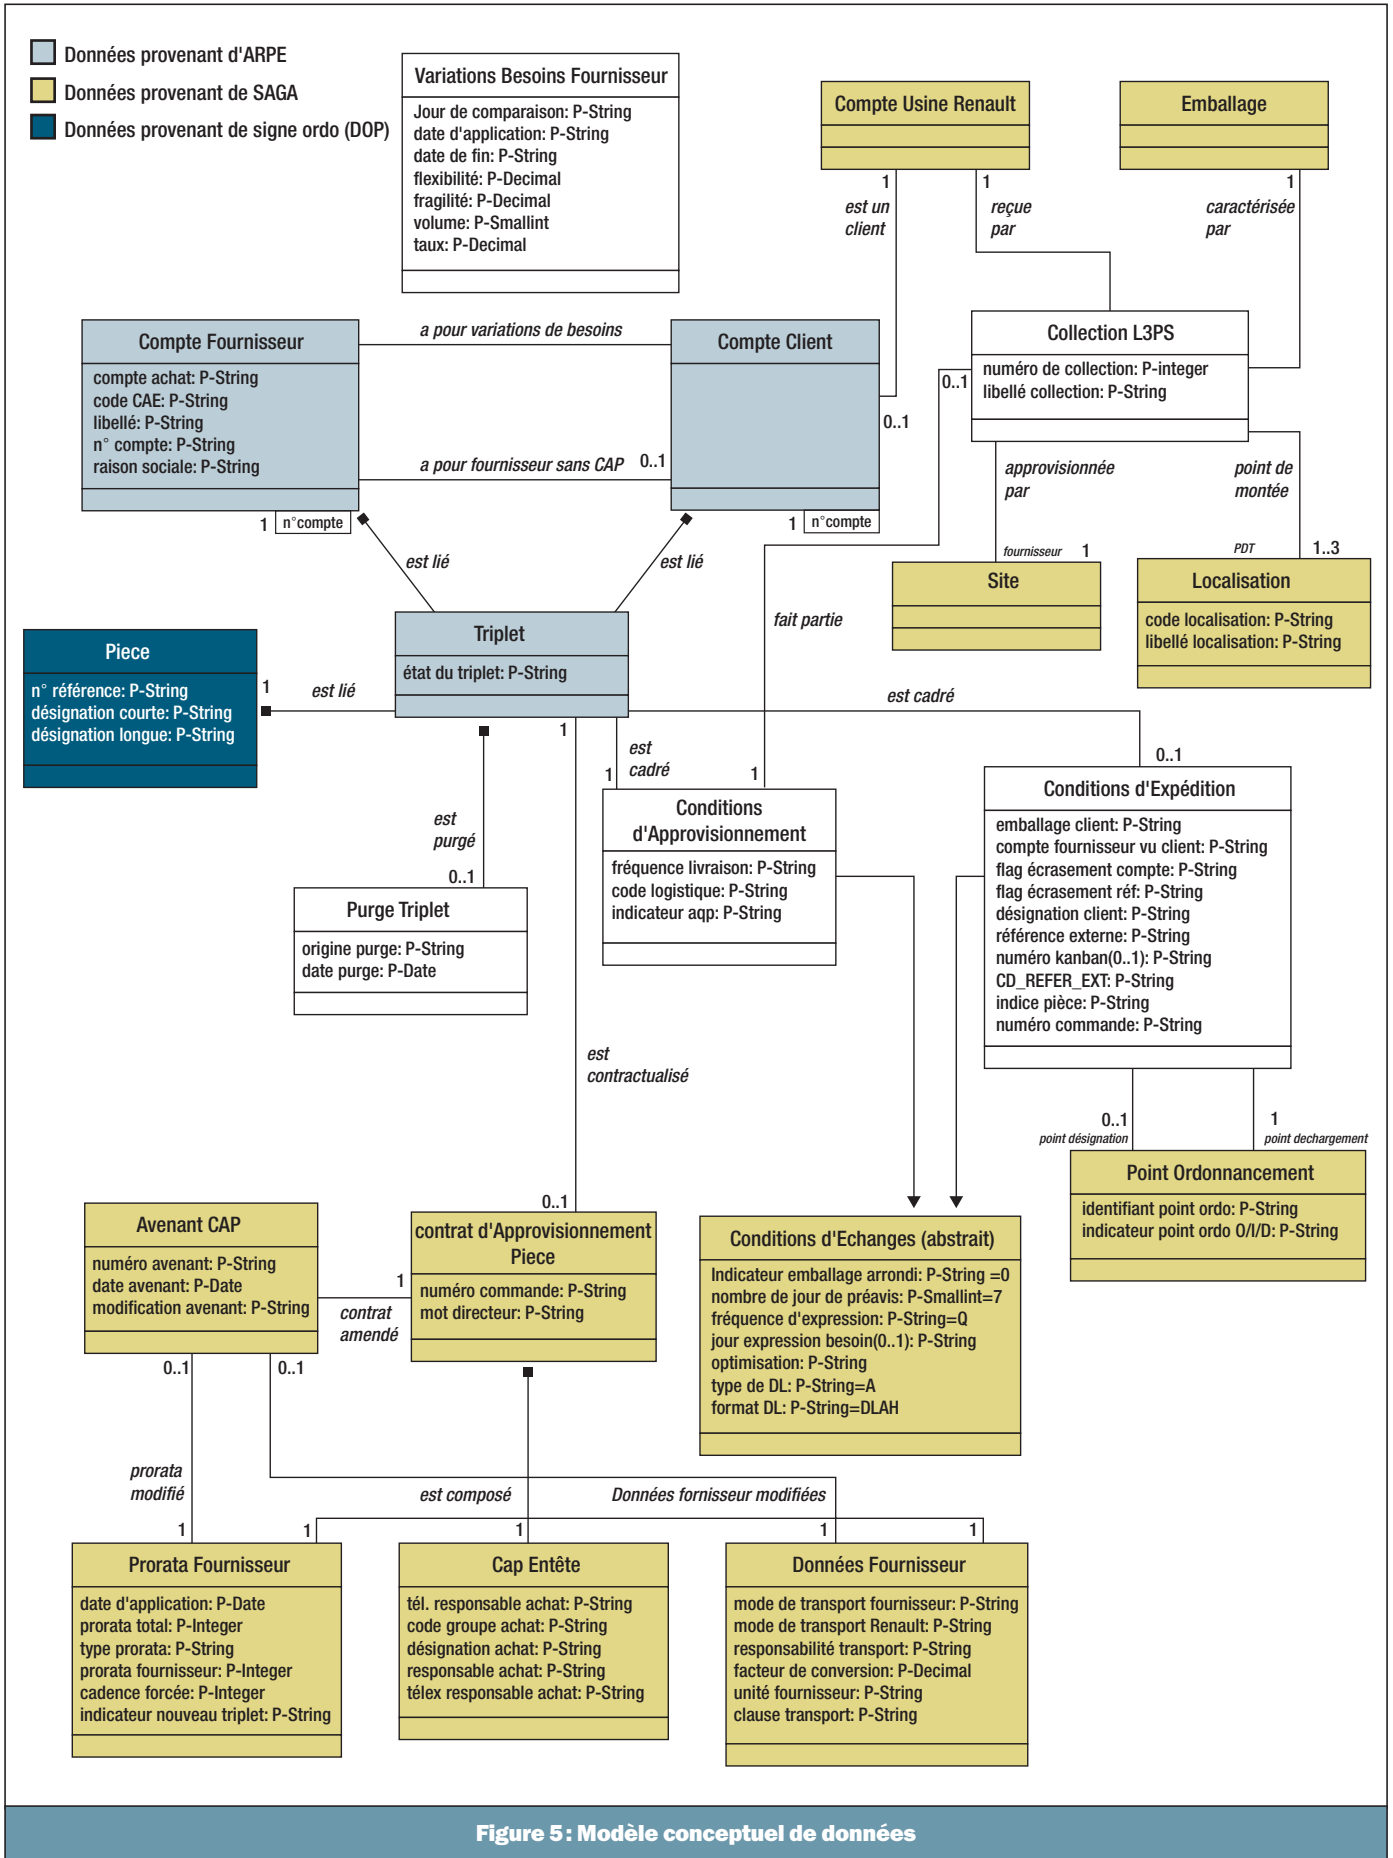 Données provenant d'ARPE
Données provenant de SAGA
Données provenant de signe ordo (DOP)
Variations Besoins Fournisseur
Jour de comparaison: P-String
date d'application: P-String
date de fin: P-String
flexibilité: P-Decimal
fragilité: P-Decimal
volume: P-Smallint
taux: P-Decimal
Compte Usine Renault
Emballage
1
1
1
est un
client
reçue
par
caractérisée
par
Compte Fournisseur
compte achat: P-String
code CAE: P-String
libellé: P-String
n° compte: P-String
raison sociale: P-String
a pour variations de besoins
a pour fournisseur sans CAP
0..1
Compte Client
0..1
Collection L3PS
numéro de collection: P-integer
libellé collection: P-String
0..1
approvisionnée
par
point de
montée
1
n°compte
1
n°compte
est lié
est lié
fournisseur
1
PDT
1..3
Site
Localisation
code localisation: P-String
libellé localisation: P-String
fait partie
Piece
n° référence: P-String
désignation courte: P-String
désignation longue: P-String
1
est lié
Triplet
état du triplet: P-String
est cadré
1
est
cadré
1
1
0..1
est
purgé
0..1
Purge Triplet
origine purge: P-String
date purge: P-Date
Conditions
d'Approvisionnement
fréquence livraison: P-String
code logistique: P-String
indicateur aqp: P-String
Conditions d'Expédition
emballage client: P-String
compte fournisseur vu client: P-String
flag écrasement compte: P-String
flag écrasement réf: P-String
désignation client: P-String
référence externe: P-String
numéro kanban(0..1): P-String
CD_REFER_EXT: P-String
indice pièce: P-String
numéro commande: P-String
est
contractualisé
0..1
point désignation
1
point dechargement
Point Ordonnancement
identifiant point ordo: P-String
indicateur point ordo O/I/D: P-String
0..1
Avenant CAP
numéro avenant: P-String
date avenant: P-Date
modification avenant: P-String
1
contrat
amendé
contrat d'Approvisionnement
Piece
numéro commande: P-String
mot directeur: P-String
Conditions d'Echanges (abstrait)
Indicateur emballage arrondi: P-String =0
nombre de jour de préavis: P-Smallint=7
fréquence d'expression: P-String=Q
jour expression besoin(0..1): P-String
optimisation: P-String
type de DL: P-String=A
format DL: P-String=DLAH
0..1
0..1
prorata
modifié
est composé
Données fornisseur modifiées
1
1
1
1
1
Prorata Fournisseur
date d'application: P-Date
prorata total: P-Integer
type prorata: P-String
prorata fournisseur: P-Integer
cadence forcée: P-Integer
indicateur nouveau triplet: P-String
Cap Entête
tél. responsable achat: P-String
code groupe achat: P-String
désignation achat: P-String
responsable achat: P-String
télex responsable achat: P-String
Données Fournisseur
mode de transport fournisseur: P-String
mode de transport Renault: P-String
responsabilité transport: P-String
facteur de conversion: P-Decimal
unité fournisseur: P-String
clause transport: P-String
Figure 5 : Modèle conceptuel de données